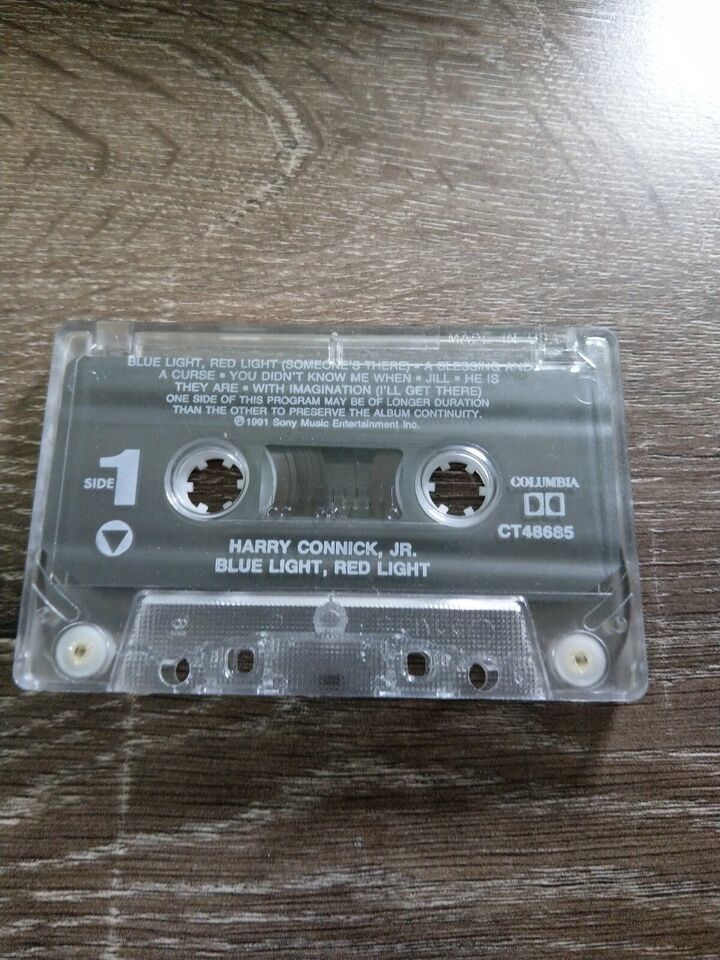 MADE IN U.S.A.
BLUE LIGHT, RED LIGHT (SOMEONE'S THERE) ▪ A BLESSING AND
A CURSE ▪ YOU DIDN'T KNOW ME WHEN ▪ JILL ▪ HE IS
THEY ARE ▪ WITH IMAGINATION (I'LL GET THERE)
ONE SIDE OF THIS PROGRAM MAY BE OF LONGER DURATION
THAN THE OTHER TO PRESERVE THE ALBUM CONTINUITY.
℗ 1991 Sony Music Entertainment Inc.
SIDE 1
COLUMBIA
CT48685
HARRY CONNICK, JR.
BLUE LIGHT, RED LIGHT